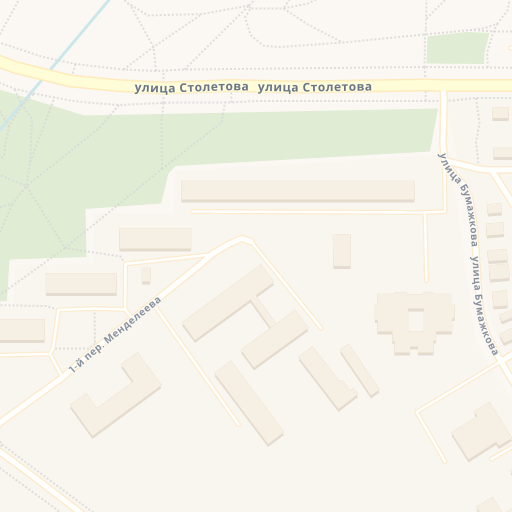 улица Столетова
улица Столетова
улица Бумажкова
улица Бумажкова
1-й пер. Менделеева